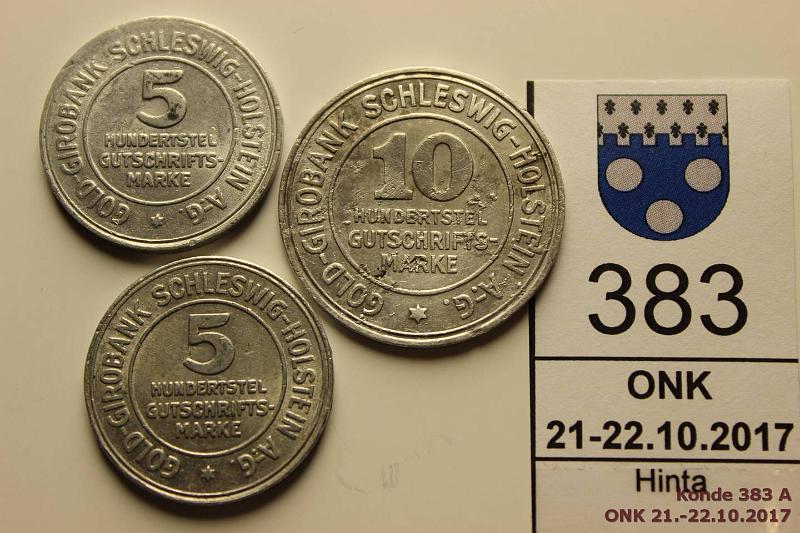 GOLD-GIROBANK SCHLESWIG-HOLSTEIN A.-G.
5
HUNDERTSTEL
GUTSCHRIFTS-
MARKE
GOLD-GIROBANK SCHLESWIG-HOLSTEIN A.-G.
10
HUNDERTSTEL
GUTSCHRIFTS-
MARKE
GOLD-GIROBANK SCHLESWIG-HOLSTEIN A.-G.
5
HUNDERTSTEL
GUTSCHRIFTS-
MARKE
383
ONK
21-22.10.2017
Hinta
Kohde 383 A
ONK 21.-22.10.2017